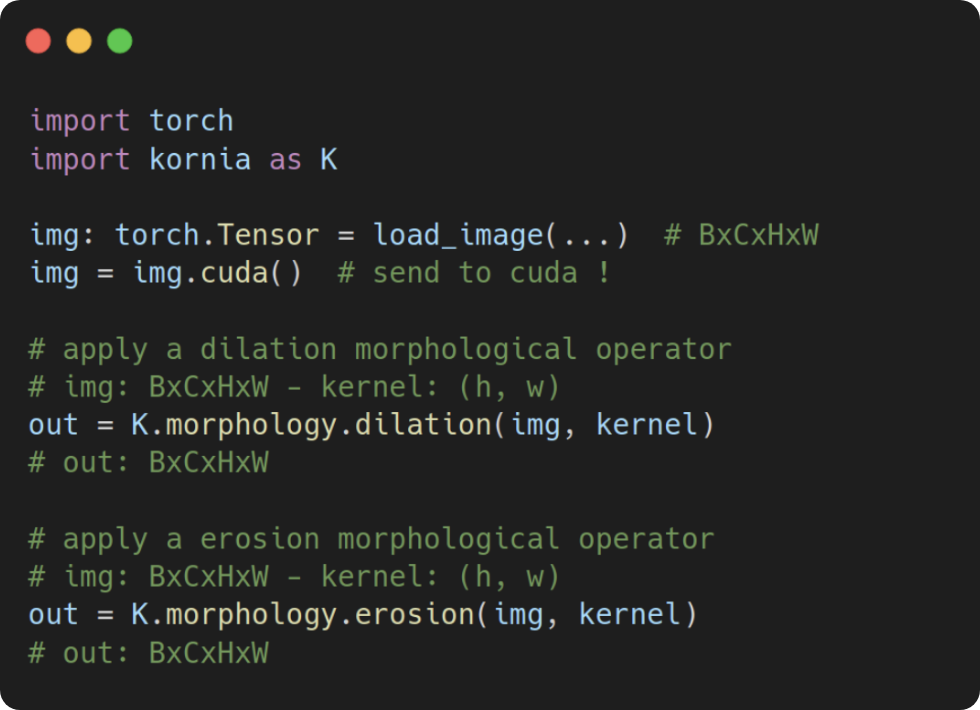 import torch
import kornia as K
img: torch.Tensor = load_image(...)  # BxCxHxW
img = img.cuda()  # send to cuda !
# apply a dilation morphological operator
# img: BxCxHxW - kernel: (h, w)
out = K.morphology.dilation(img, kernel)
# out: BxCxHxW
# apply a erosion morphological operator
# img: BxCxHxW - kernel: (h, w)
out = K.morphology.erosion(img, kernel)
# out: BxCxHxW